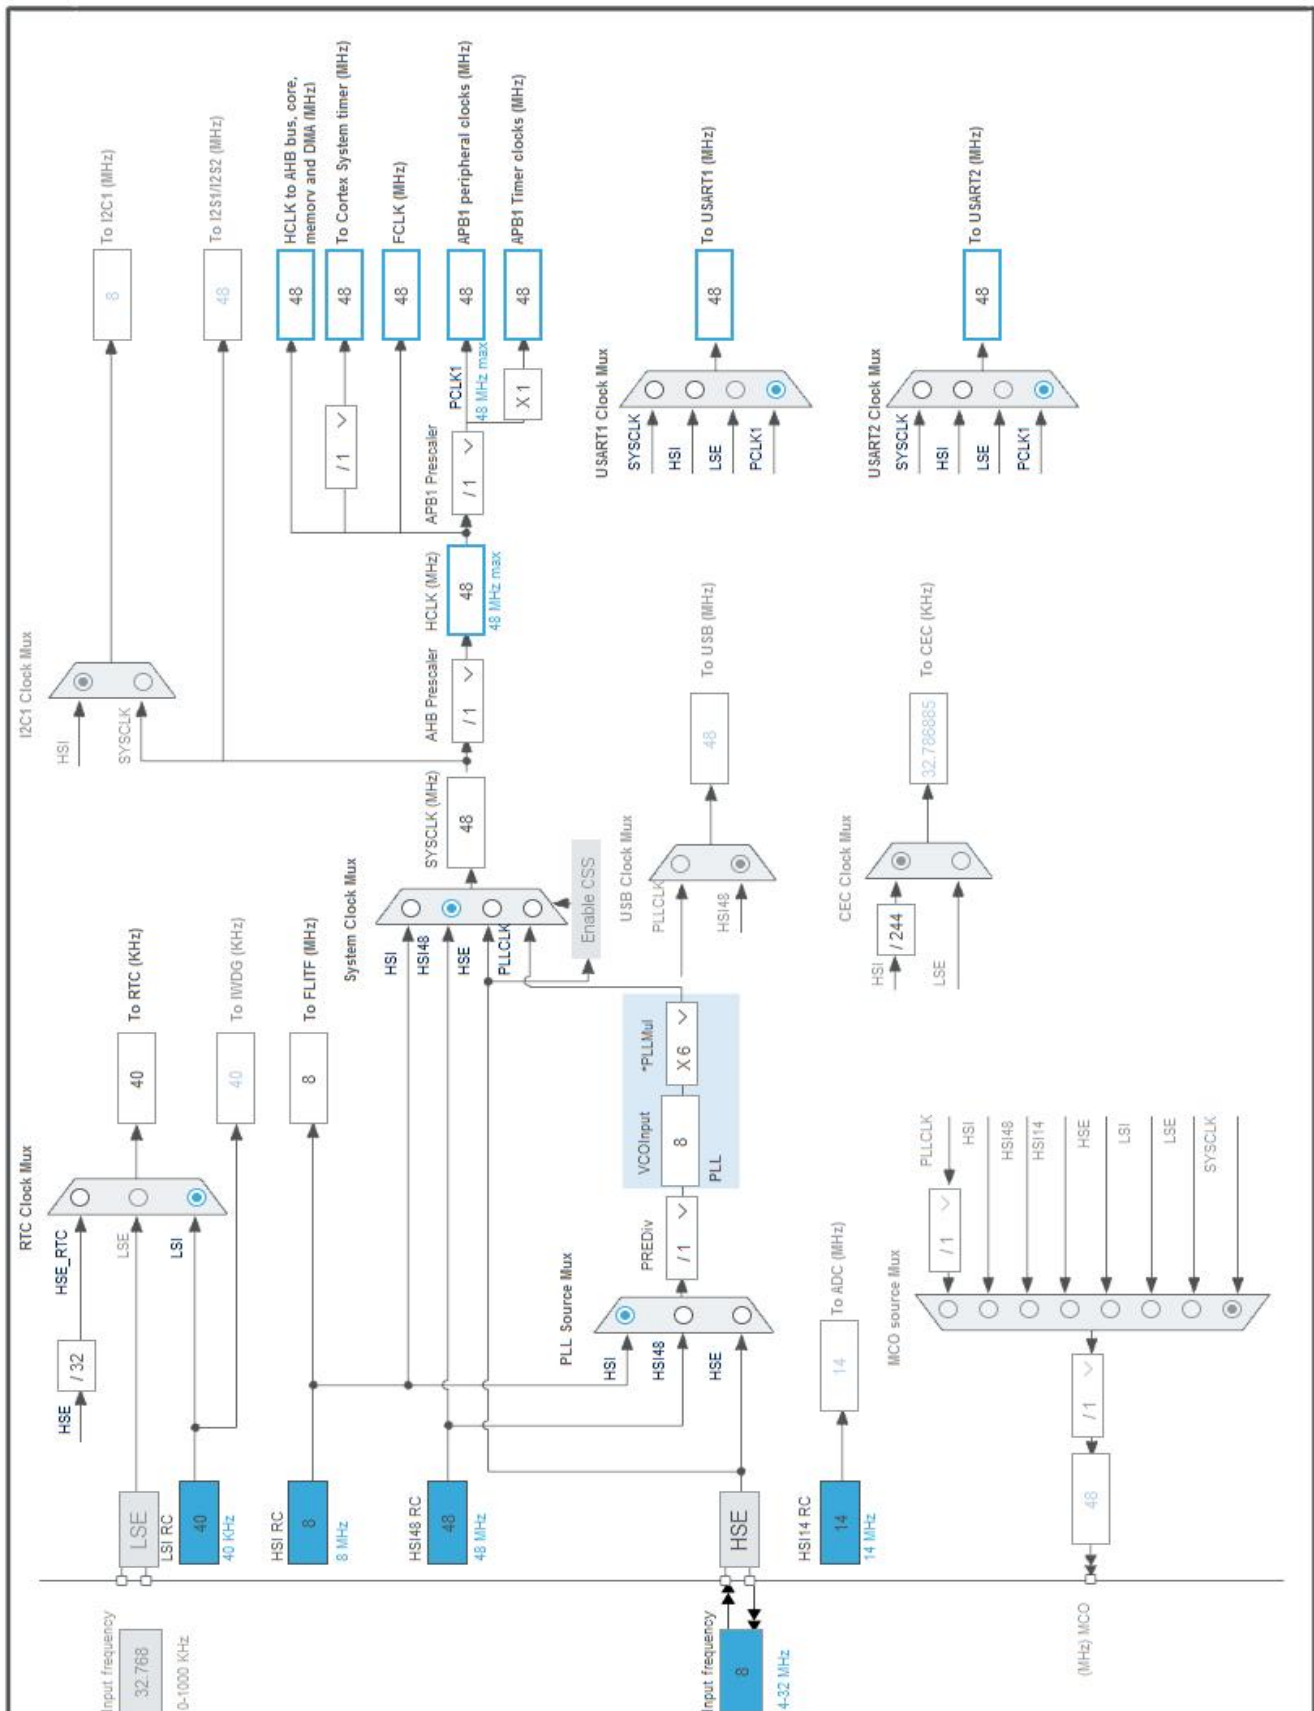 Input frequency
32.768
0-1000 KHz
LSE
LSI RC
40
40 KHz
HSI RC
8
8 MHz
HSI48 RC
48
48 MHz
Input frequency
8
4-32 MHz
HSE
HSI14 RC
14
14 MHz
14
To ADC (MHz)
RTC Clock Mux
HSE
/ 32
HSE_RTC
LSE
LSI
40
To RTC (KHz)
40
To IWDG (KHz)
8
To FLITF (MHz)
PLL Source Mux
HSI
HSI48
HSE
PREDiv
/ 1
VCOInput
8
*PLLMul
X 6
PLL
System Clock Mux
HSI
HSI48
HSE
PLLCLK
Enable CSS
SYSCLK (MHz)
48
AHB Prescaler
/ 1
HCLK (MHz)
48
48 MHz max
APB1 Prescaler
/ 1
PCLK1
48 MHz max
X 1
/ 1
I2C1 Clock Mux
HSI
SYSCLK
8
To I2C1 (MHz)
48
To I2S1/I2S2 (MHz)
48
HCLK to AHB bus, core,
memory and DMA (MHz)
48
To Cortex System timer (MHz)
48
FCLK (MHz)
48
APB1 peripheral clocks (MHz)
48
APB1 Timer clocks (MHz)
USB Clock Mux
PLLCLK
HSI48
48
To USB (MHz)
CEC Clock Mux
HSI
/ 244
LSE
32.786885
To CEC (KHz)
USART1 Clock Mux
SYSCLK
HSI
LSE
PCLK1
48
To USART1 (MHz)
USART2 Clock Mux
SYSCLK
HSI
LSE
PCLK1
48
To USART2 (MHz)
MCO source Mux
PLLCLK
/ 1
HSI
HSI48
HSI14
HSE
LSI
LSE
SYSCLK
/ 1
48
(MHz) MCO